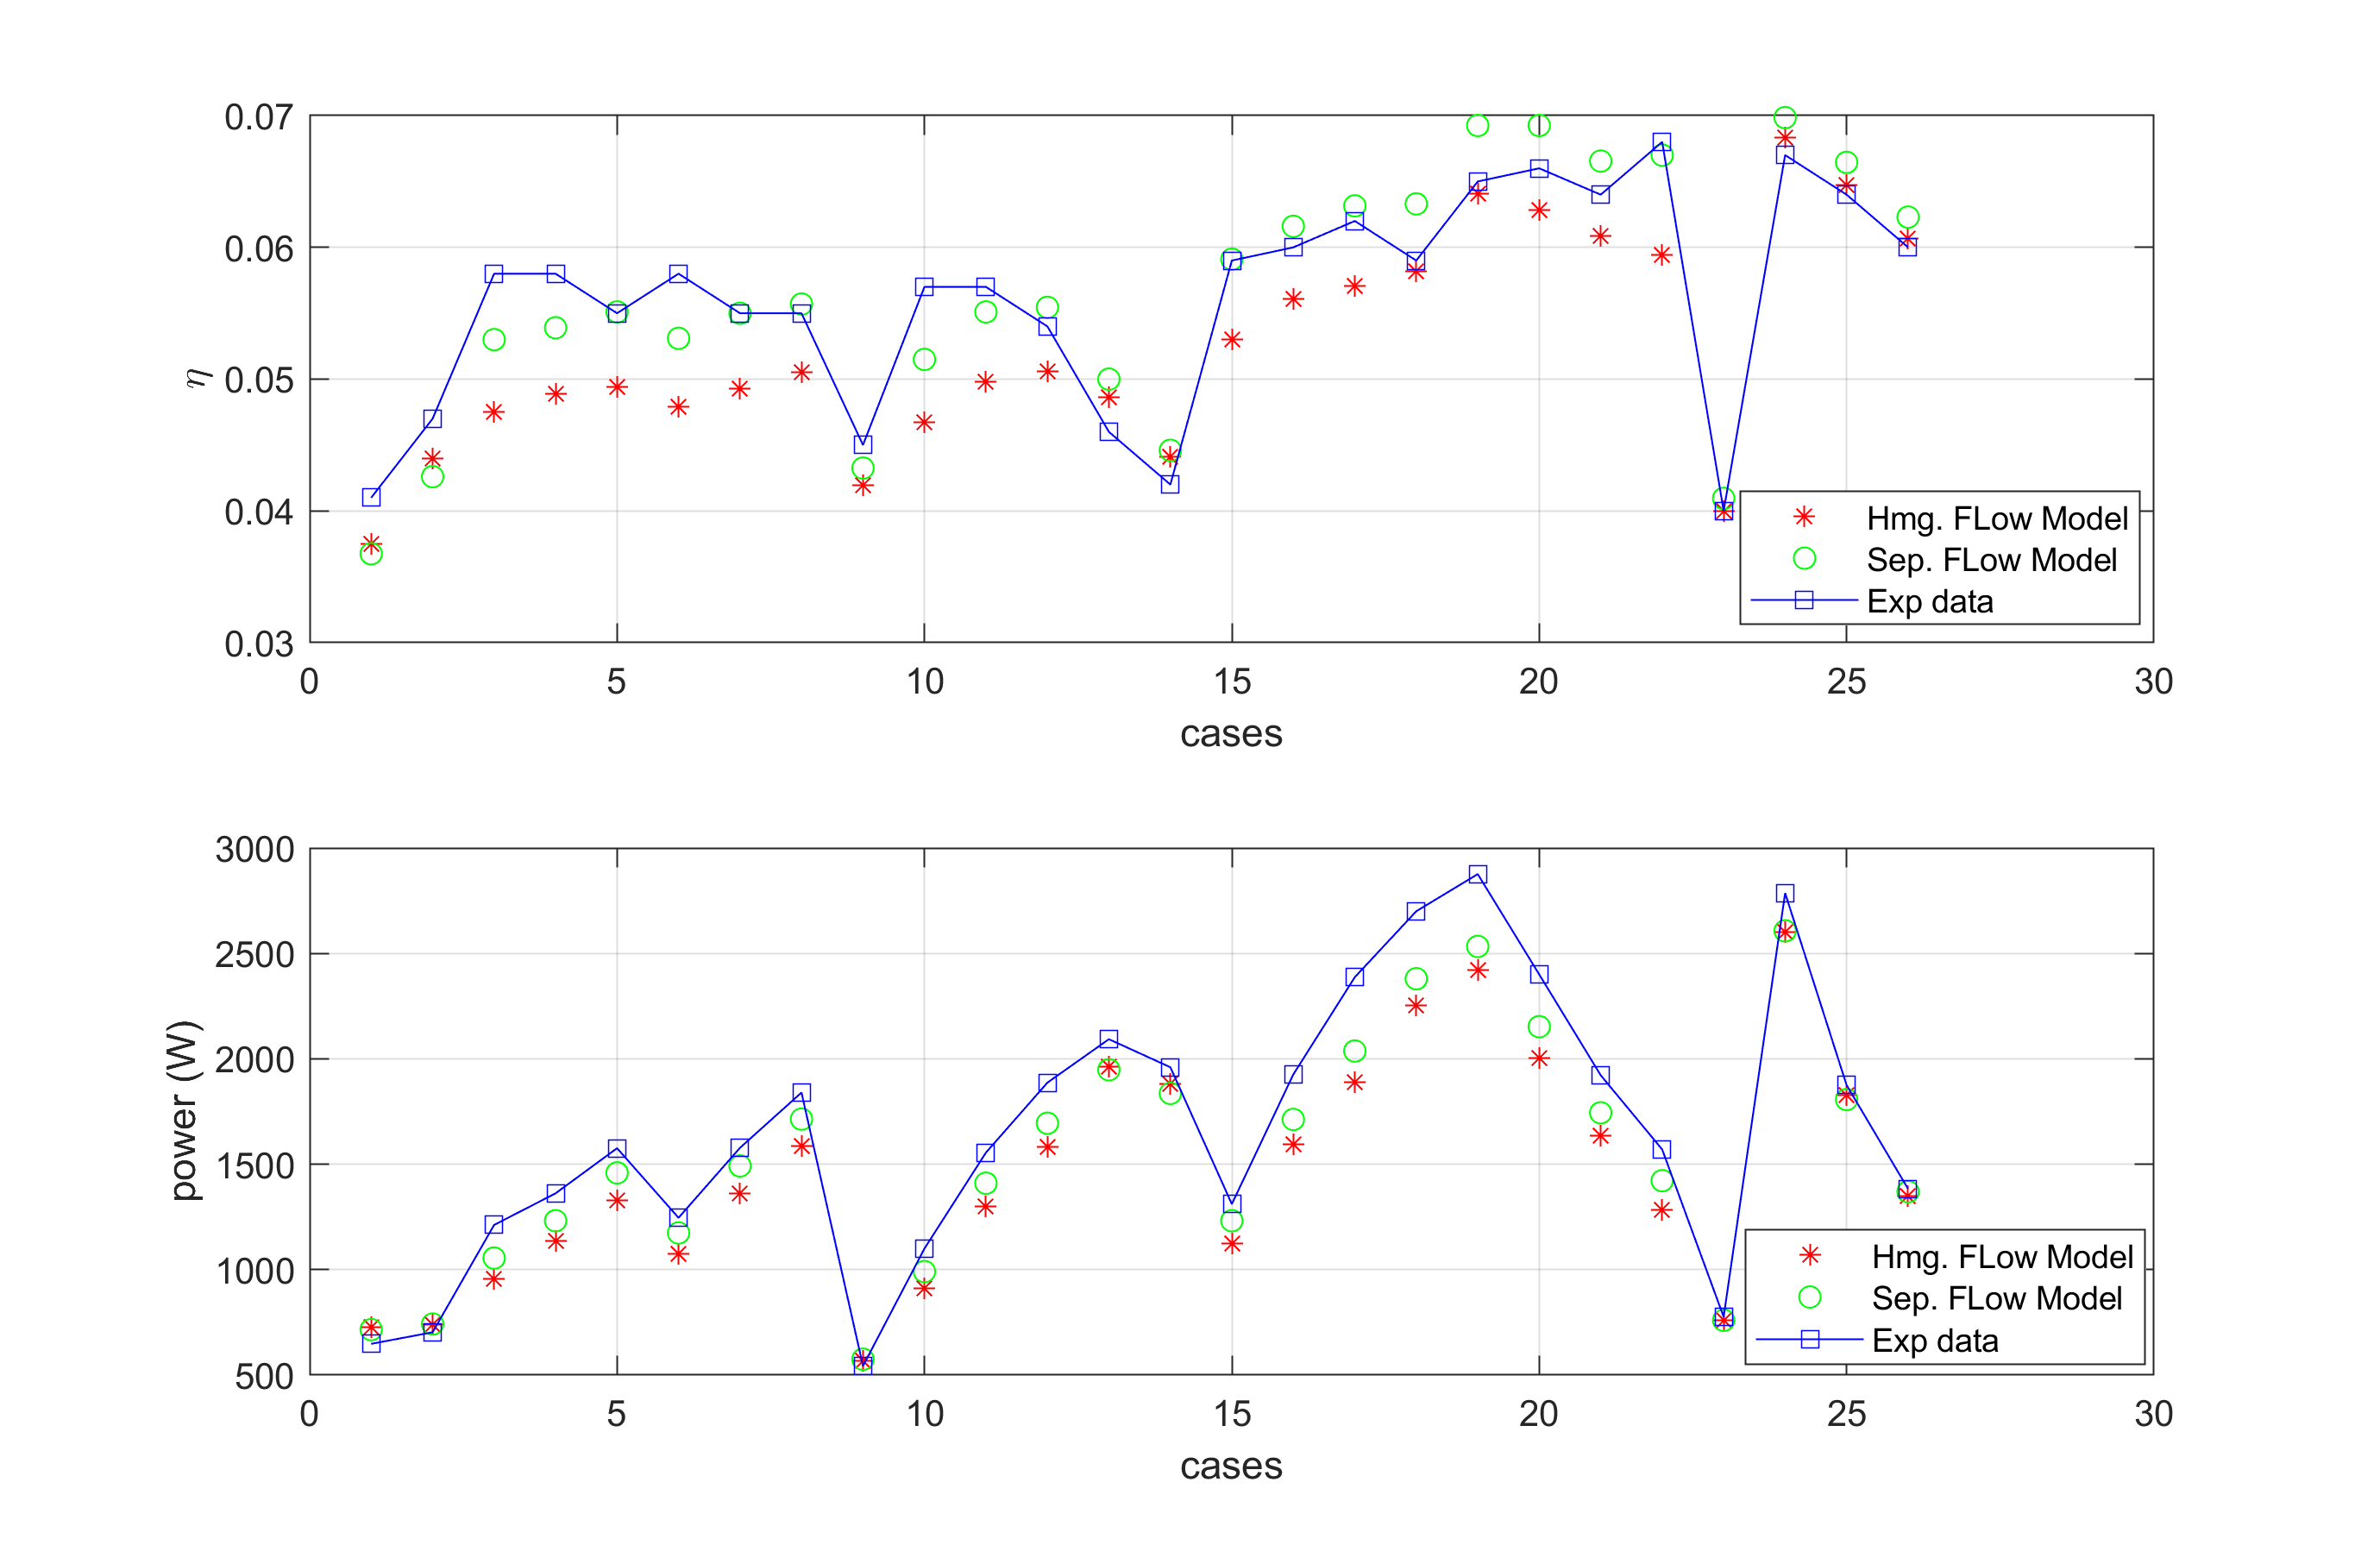 0.07
0.06
0.05
0.04
0.03
η
0 5 10 15 20 25 30
cases
Hmg. FLow Model
Sep. FLow Model
Exp data
3000
2500
2000
1500
1000
500
power (W)
0 5 10 15 20 25 30
cases
Hmg. FLow Model
Sep. FLow Model
Exp data